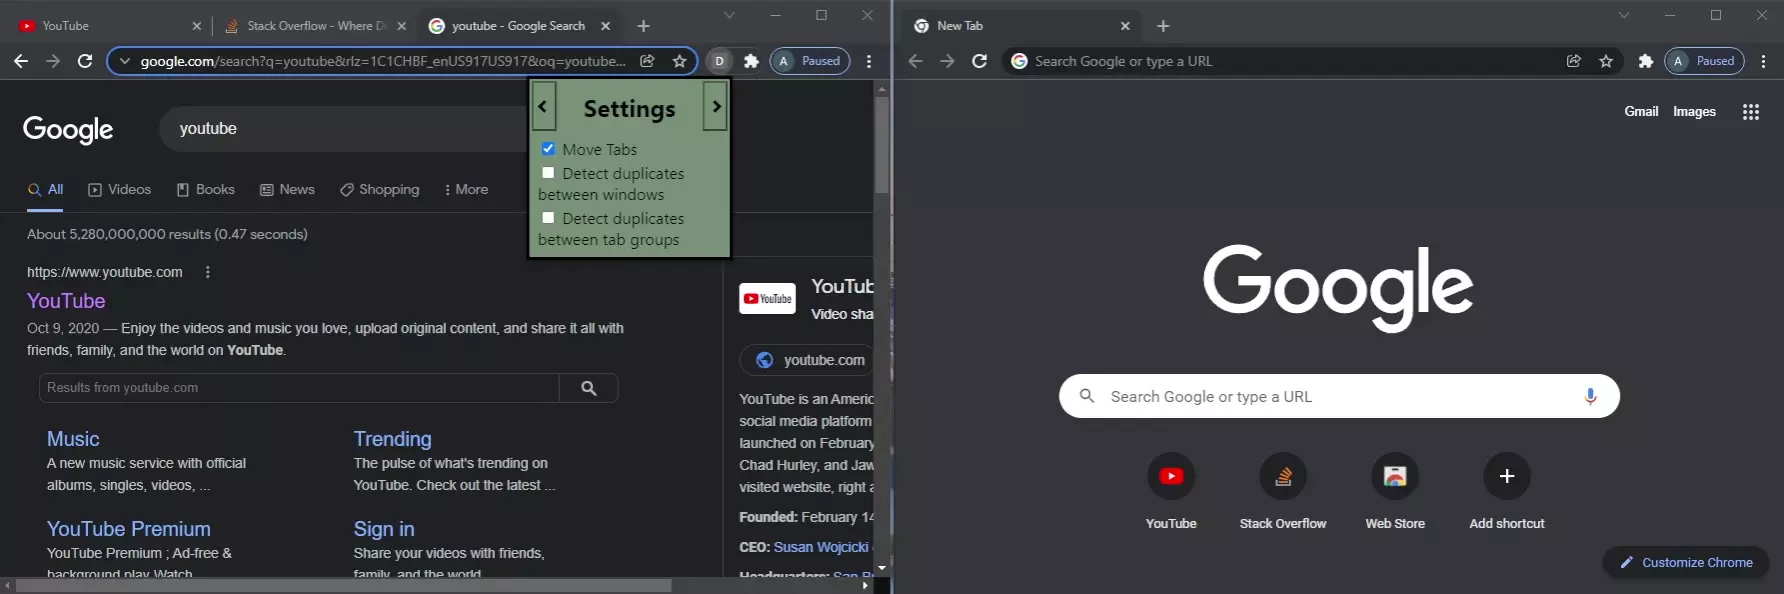 YouTube
Stack Overflow - Where D
youtube - Google Search
google.com/search?q=youtube&rlz=1C1CHBF_enUS917US917&oq=youtube...
D
A Paused
Settings
Move Tabs
Detect duplicates
between windows
Detect duplicates
between tab groups
Google
youtube
All
Videos
Books
News
Shopping
More
About 5,280,000,000 results (0.47 seconds)
https://www.youtube.com
YouTube
Oct 9, 2020 — Enjoy the videos and music you love, upload original content, and share it all with
friends, family, and the world on YouTube.
Results from youtube.com
Music
A new music service with official
albums, singles, videos, ...
Trending
The pulse of what's trending on
YouTube. Check out the latest ...
YouTube Premium
YouTube Premium ; Ad-free &
background play Watch
Sign in
Share your videos with friends,
family, and the world
YouTube
YouTub
Video sha
youtube.com
YouTube is an Americ
social media platform
launched on February
Chad Hurley, and Jaw
visited website, right a
Founded: February 14
CEO: Susan Wojcicki
Headquarters: San Br
New Tab
Search Google or type a URL
A Paused
Gmail
Images
Google
Search Google or type a URL
YouTube
Stack Overflow
Web Store
Add shortcut
Customize Chrome